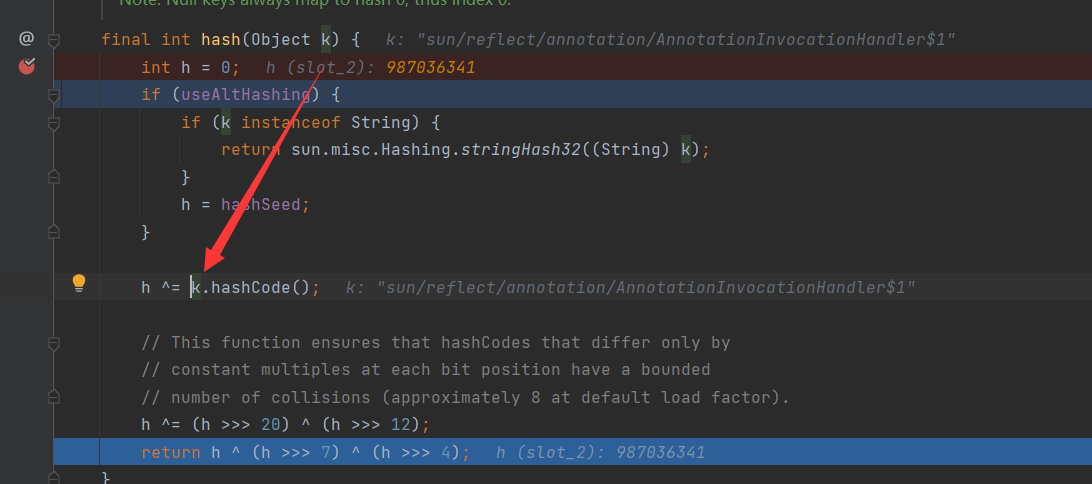 Note: Null keys always map to hash 0, thus index 0.
@ final int hash(Object k) { k: "sun/reflect/annotation/AnnotationInvocationHandler$1"
int h = 0; h (slot_2): 987036341
if (useAltHashing) {
if (k instanceof String) {
return sun.misc.Hashing.stringHash32((String) k);
}
h = hashSeed;
}
h ^= k.hashCode(); k: "sun/reflect/annotation/AnnotationInvocationHandler$1"
// This function ensures that hashCodes that differ only by
// constant multiples at each bit position have a bounded
// number of collisions (approximately 8 at default load factor).
h ^= (h >>> 20) ^ (h >>> 12);
return h ^ (h >>> 7) ^ (h >>> 4); h (slot_2): 987036341
}